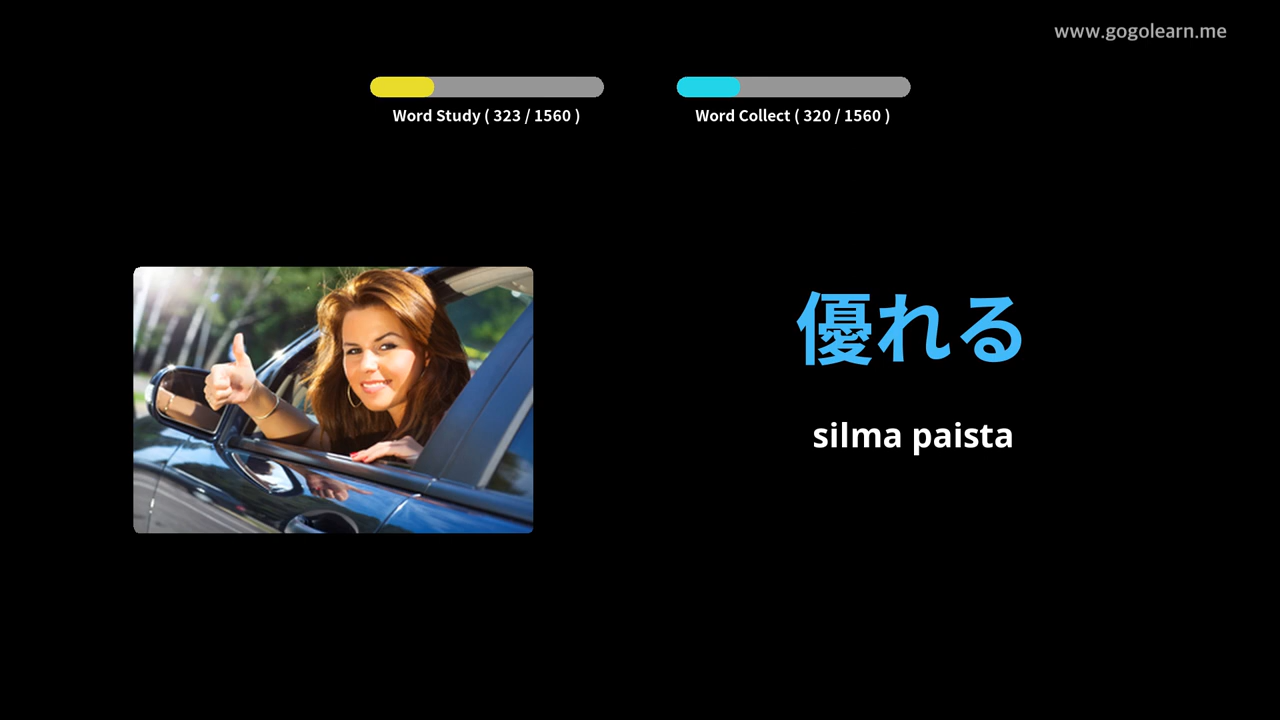 www.gogolearn.me
Word Study ( 323 / 1560 )
Word Collect ( 320 / 1560 )
優れる
silma paista